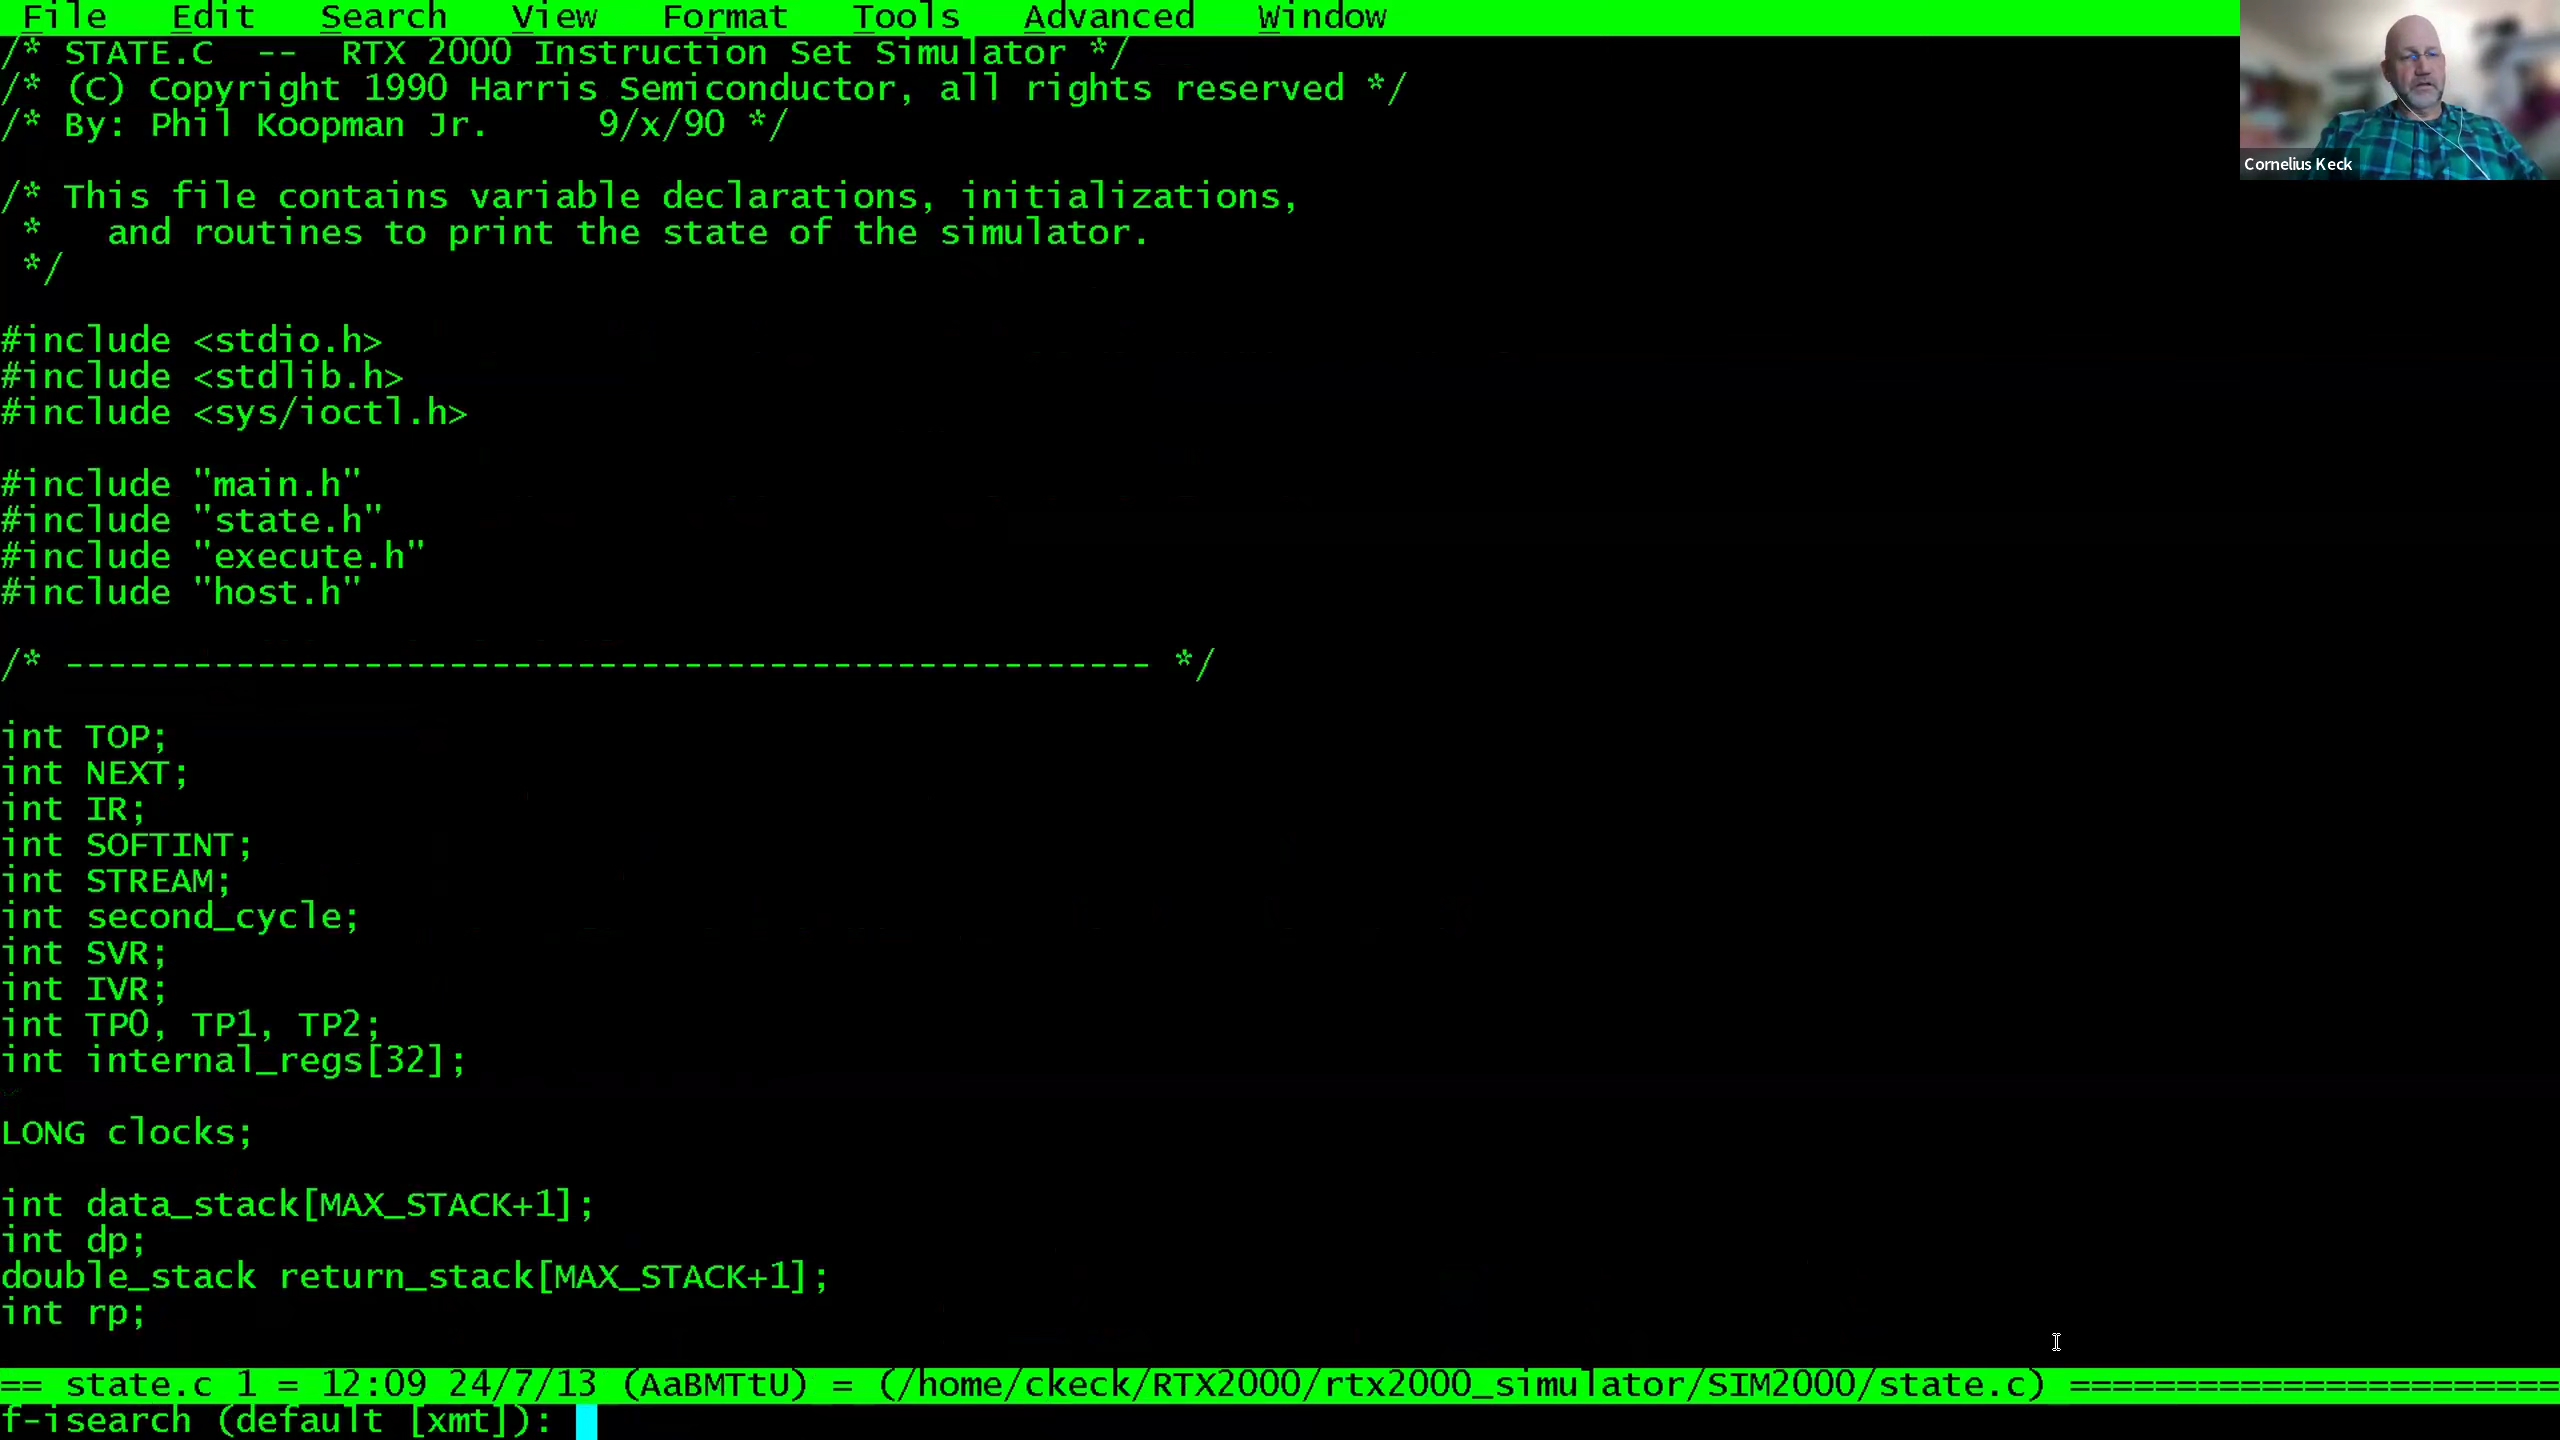 File Edit Search View Format Tools Advanced Window
/* STATE.C -- RTX 2000 Instruction Set Simulator */
/* (C) Copyright 1990 Harris Semiconductor, all rights reserved */
/* By: Phil Koopman Jr. 9/x/90 */
/* This file contains variable declarations, initializations,
* and routines to print the state of the simulator.
*/
#include <stdio.h>
#include <stdlib.h>
#include <sys/ioctl.h>
#include "main.h"
#include "state.h"
#include "execute.h"
#include "host.h"
/* --------------------------------------------------- */
int TOP;
int NEXT;
int IR;
int SOFTINT;
int STREAM;
int second_cycle;
int SVR;
int IVR;
int TP0, TP1, TP2;
int internal_regs[32];
LONG clocks;
int data_stack[MAX_STACK+1];
int dp;
double_stack return_stack[MAX_STACK+1];
int rp;
== state.c 1 = 12:09 24/7/13 (AaBMTtU) = (/home/ckeck/RTX2000/rtx2000_simulator/SIM2000/state.c) =======================
f-isearch (default [xmt]):
Cornelius Keck